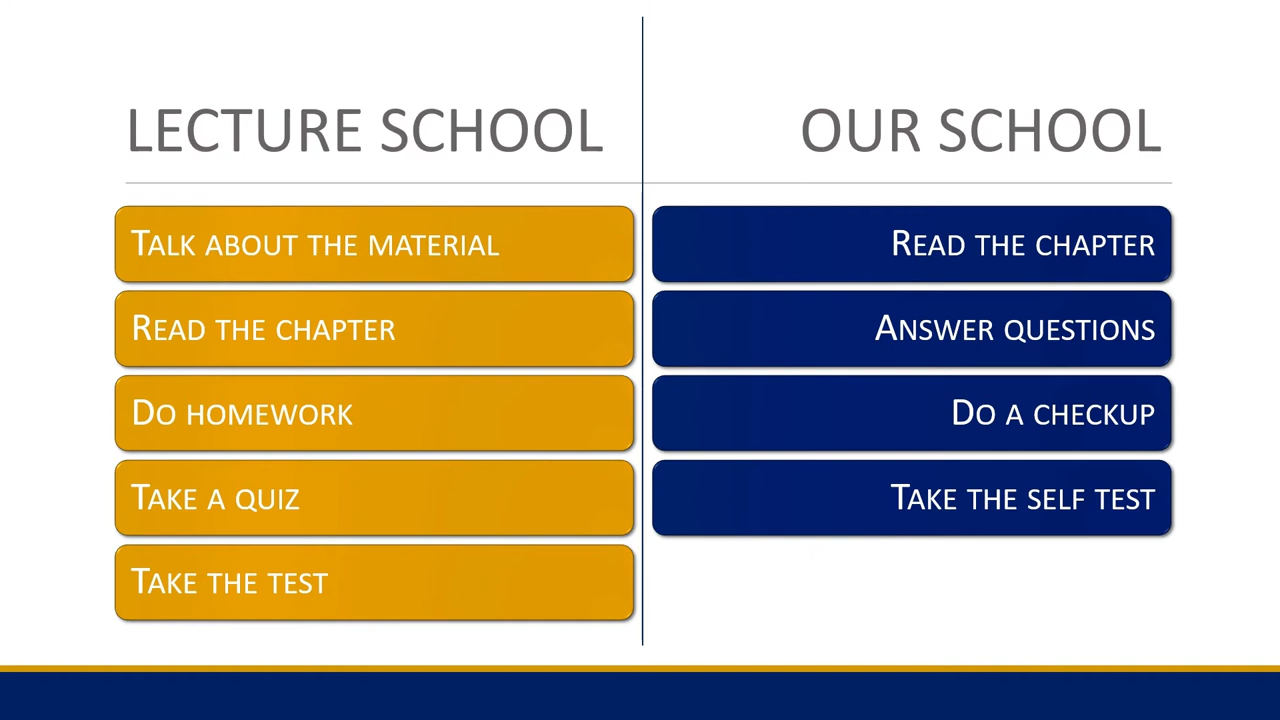 LECTURE SCHOOL
TALK ABOUT THE MATERIAL
READ THE CHAPTER
DO HOMEWORK
TAKE A QUIZ
TAKE THE TEST
OUR SCHOOL
READ THE CHAPTER
ANSWER QUESTIONS
DO A CHECKUP
TAKE THE SELF TEST